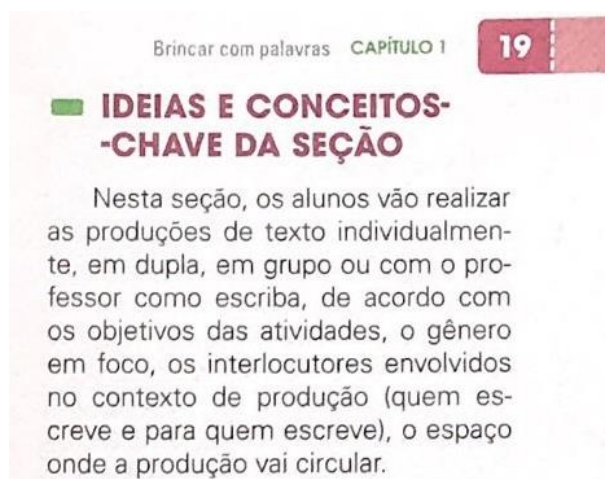 Brincar com palavras CAPÍTULO 1 19
IDEIAS E CONCEITOS-
-CHAVE DA SEÇÃO
Nesta seção, os alunos vão realizar
as produções de texto individualmen-
te, em dupla, em grupo ou com o pro-
fessor como escriba, de acordo com
os objetivos das atividades, o gênero
em foco, os interlocutores envolvidos
no contexto de produção (quem es-
creve e para quem escreve), o espaço
onde a produção vai circular.